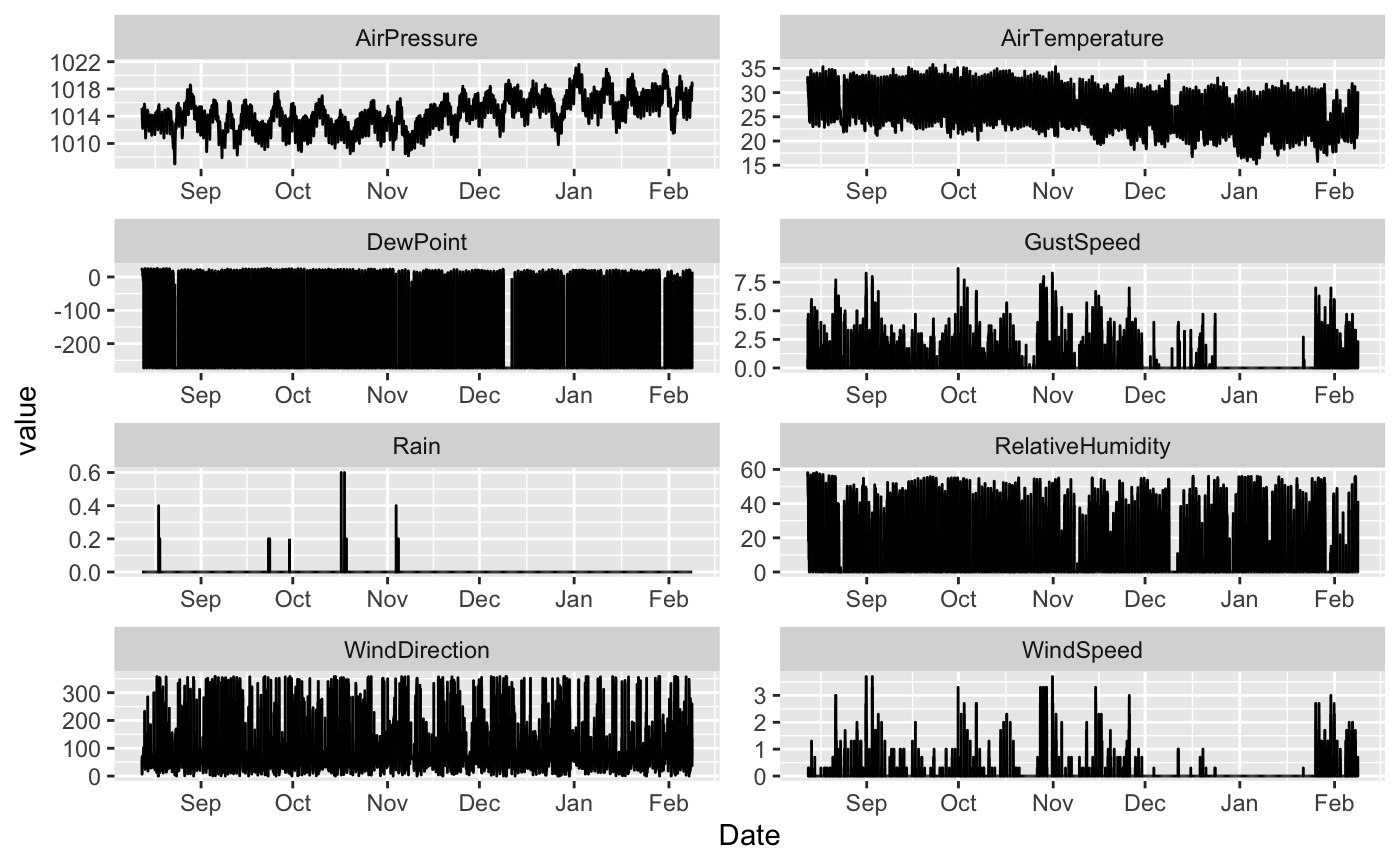 AirPressure
AirTemperature
1022
1018
1014
1010
Sep Oct Nov Dec Jan Feb
35
30
25
20
15
Sep Oct Nov Dec Jan Feb
DewPoint
GustSpeed
0
-100
-200
Sep Oct Nov Dec Jan Feb
7.5
5.0
2.5
0.0
Sep Oct Nov Dec Jan Feb
value
Rain
RelativeHumidity
0.6
0.4
0.2
0.0
Sep Oct Nov Dec Jan Feb
60
40
20
0
Sep Oct Nov Dec Jan Feb
WindDirection
WindSpeed
300
200
100
0
Sep Oct Nov Dec Jan Feb
3
2
1
0
Sep Oct Nov Dec Jan Feb
Date